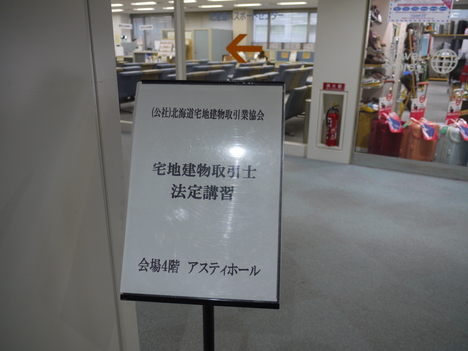 (公社)北海道宅地建物取引業協会
宅地建物取引士
法定講習
会場4階 アスティホール